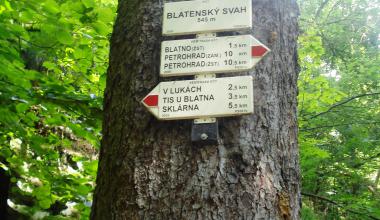 BLATENSKÝ SVAH
545 m
BLATNO (ŽST) 1,5 km
PETROHRAD (ZÁM.) 10 km
PETROHRAD (ŽST) 10,5 km
V LUKÁCH 2,5 km
TIS U BLATNA 3,5 km
SKLÁRNA 5,5 km